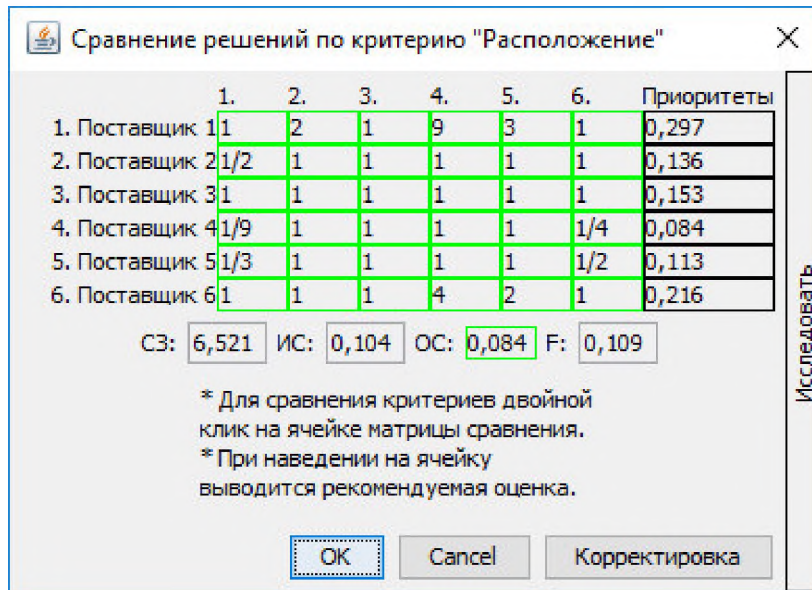 Сравнение решений по критерию "Расположение"
1. 2. 3. 4. 5. 6. Приоритеты
1. Поставщик 1 1 2 1 9 3 1 0,297
2. Поставщик 2 1/2 1 1 1 1 1 0,136
3. Поставщик 3 1 1 1 1 1 1 0,153
4. Поставщик 4 1/9 1 1 1 1 1/4 0,084
5. Поставщик 5 1/3 1 1 1 1 1/2 0,113
6. Поставщик 6 1 1 1 4 2 1 0,216
СЗ: 6,521 ИС: 0,104 ОС: 0,084 F: 0,109
* Для сравнения критериев двойной
клик на ячейке матрицы сравнения.
* При наведении на ячейку
выводится рекомендуемая оценка.
OK Cancel Корректировка
Исследовать